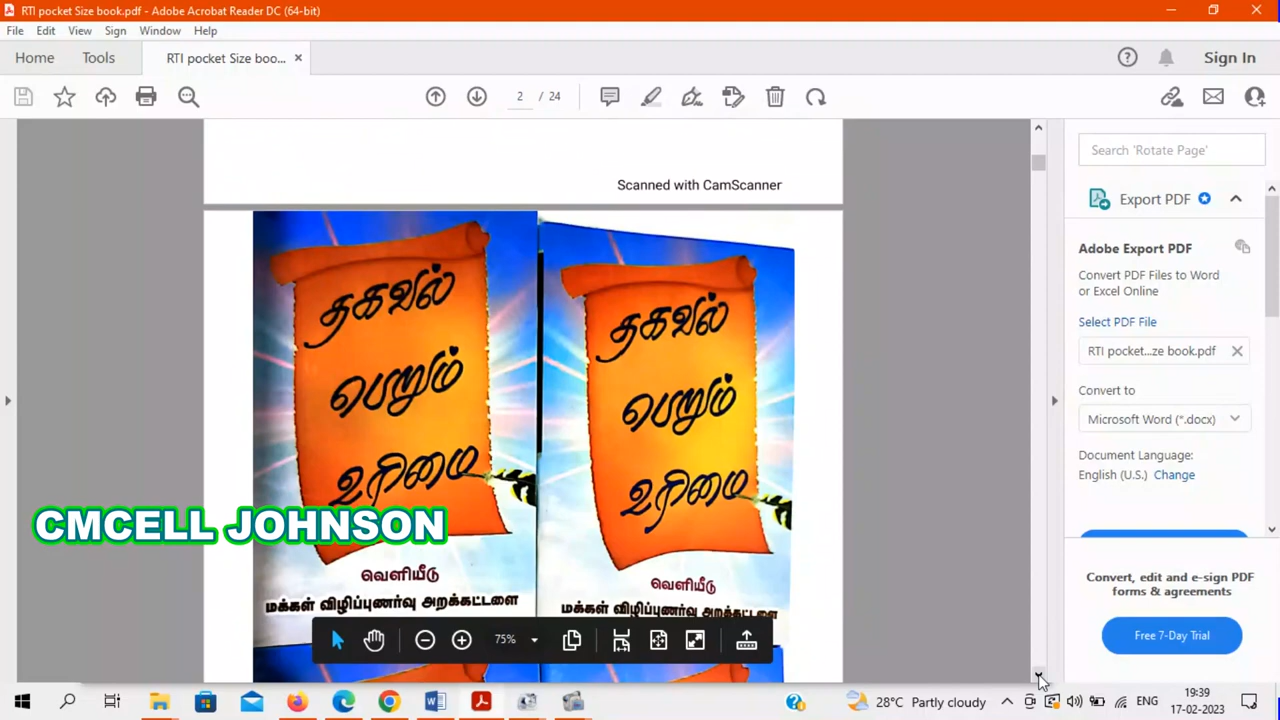 RTI pocket Size book.pdf - Adobe Acrobat Reader DC (64-bit)
File Edit View Sign Window Help
Home Tools RTI pocket Size boo... Sign In
2 / 24
Search 'Rotate Page'
Scanned with CamScanner
Export PDF
Adobe Export PDF
Convert PDF Files to Word
or Excel Online
Select PDF File
RTI pocket...ze book.pdf
Convert to
Microsoft Word (*.docx)
Document Language:
English (U.S.) Change
Convert, edit and e-sign PDF
forms & agreements
Free 7-Day Trial
தகவல்
பெறும்
உரிமை
வெளியீடு
மக்கள் விழிப்புணர்வு அறக்கட்டளை
தகவல்
பெறும்
உரிமை
வெளியீடு
மக்கள் விழிப்புணர்வு அறக்கட்டளை
CMCELL JOHNSON
75%
28°C Partly cloudy
ENG
19:39
17-02-2023